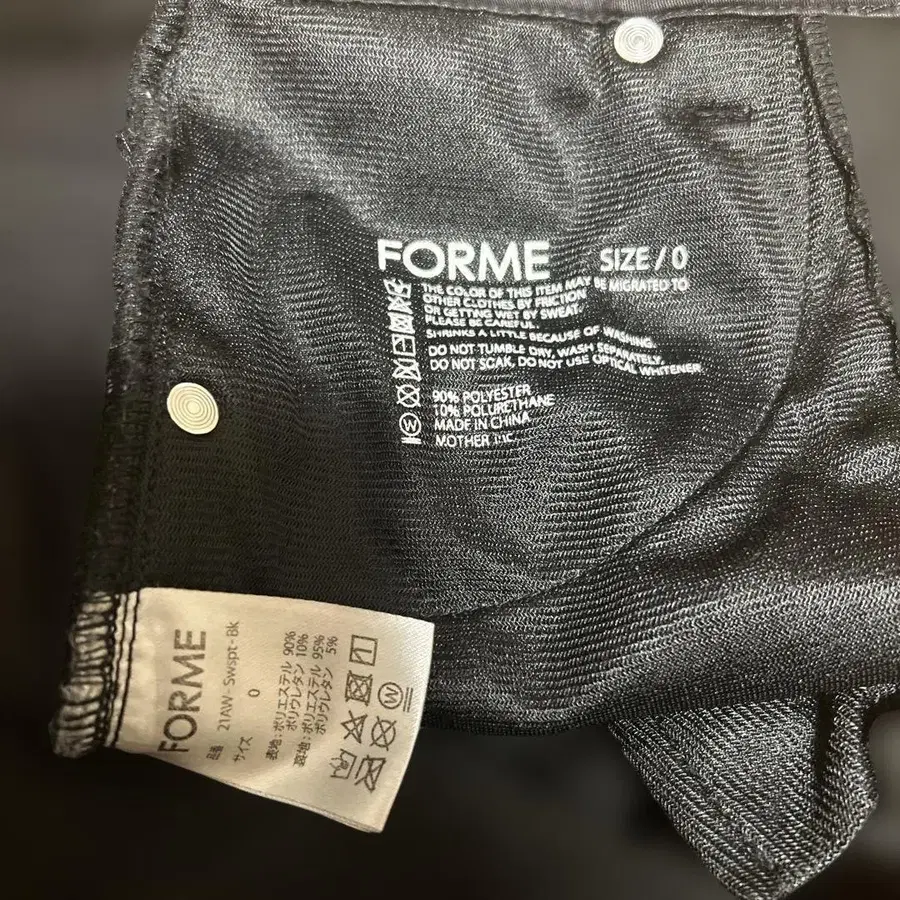 FORME SIZE / 0
THE COLOR OF THIS ITEM MAY BE MIGRATED TO
OTHER CLOTHES BY FRICTION
OR GETTING WET BY SWEAT.
PLEASE BE CAREFUL.
SHRINKS A LITTLE BECAUSE OF WASHING.
DO NOT TUMBLE DRY, WASH SEPARATELY,
DO NOT SOAK, DO NOT USE OPTICAL WHITENER
90% POLYESTER
10% POLURETHANE
MADE IN CHINA
MOTHER INC.
W
FORME
品番 21AW-Swspt-Bk
サイズ 0
表地:ポリエステル 90%
ポリウレタン 10%
裏地:ポリエステル 95%
ポリウレタン 5%
W